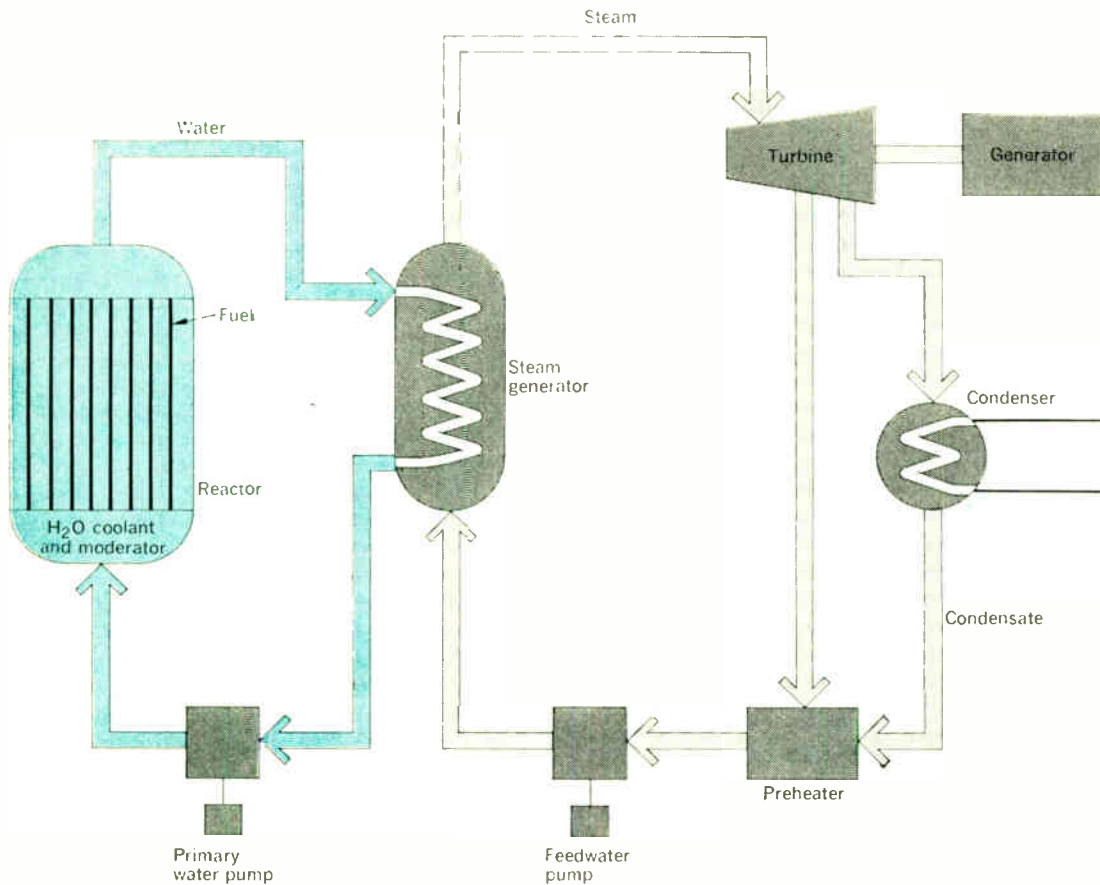 Steam
Water
Turbine
Generator
Fuel
Steam
generator
Condenser
Reactor
H₂O coolant
and moderator
Condensate
Preheater
Primary
water pump
Feedwater
pump